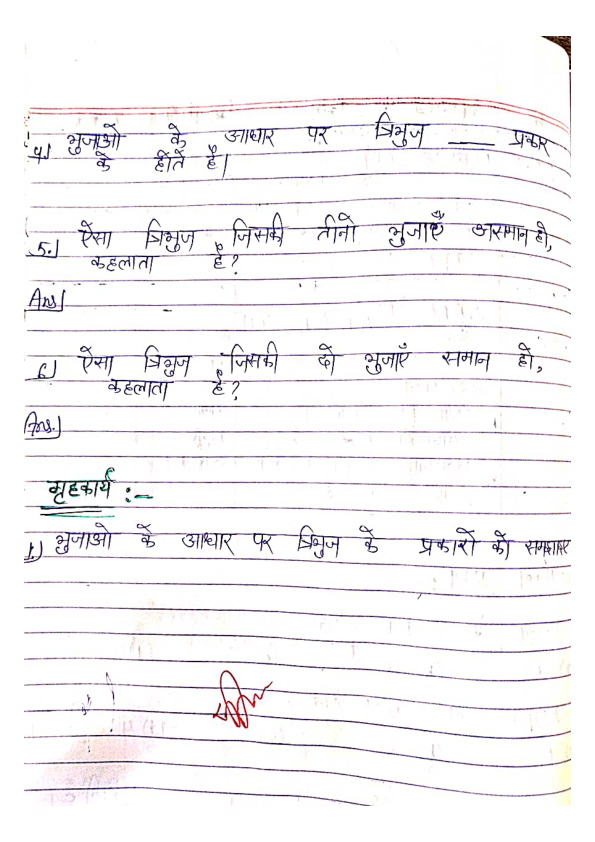 4.] भुजाओ के आधार पर त्रिभुज ____ प्रकार
के होते है।
5.] ऐसा त्रिभुज जिसकी तीनो भुजाएँ असमान हो,
कहलाता है?
Ans]
6.] ऐसा त्रिभुज जिसकी दो भुजाएँ समान हो,
कहलाता है?
Ans.]
गृहकार्य :-
1.) भुजाओ के आधार पर त्रिभुज के प्रकारो को समझाइए